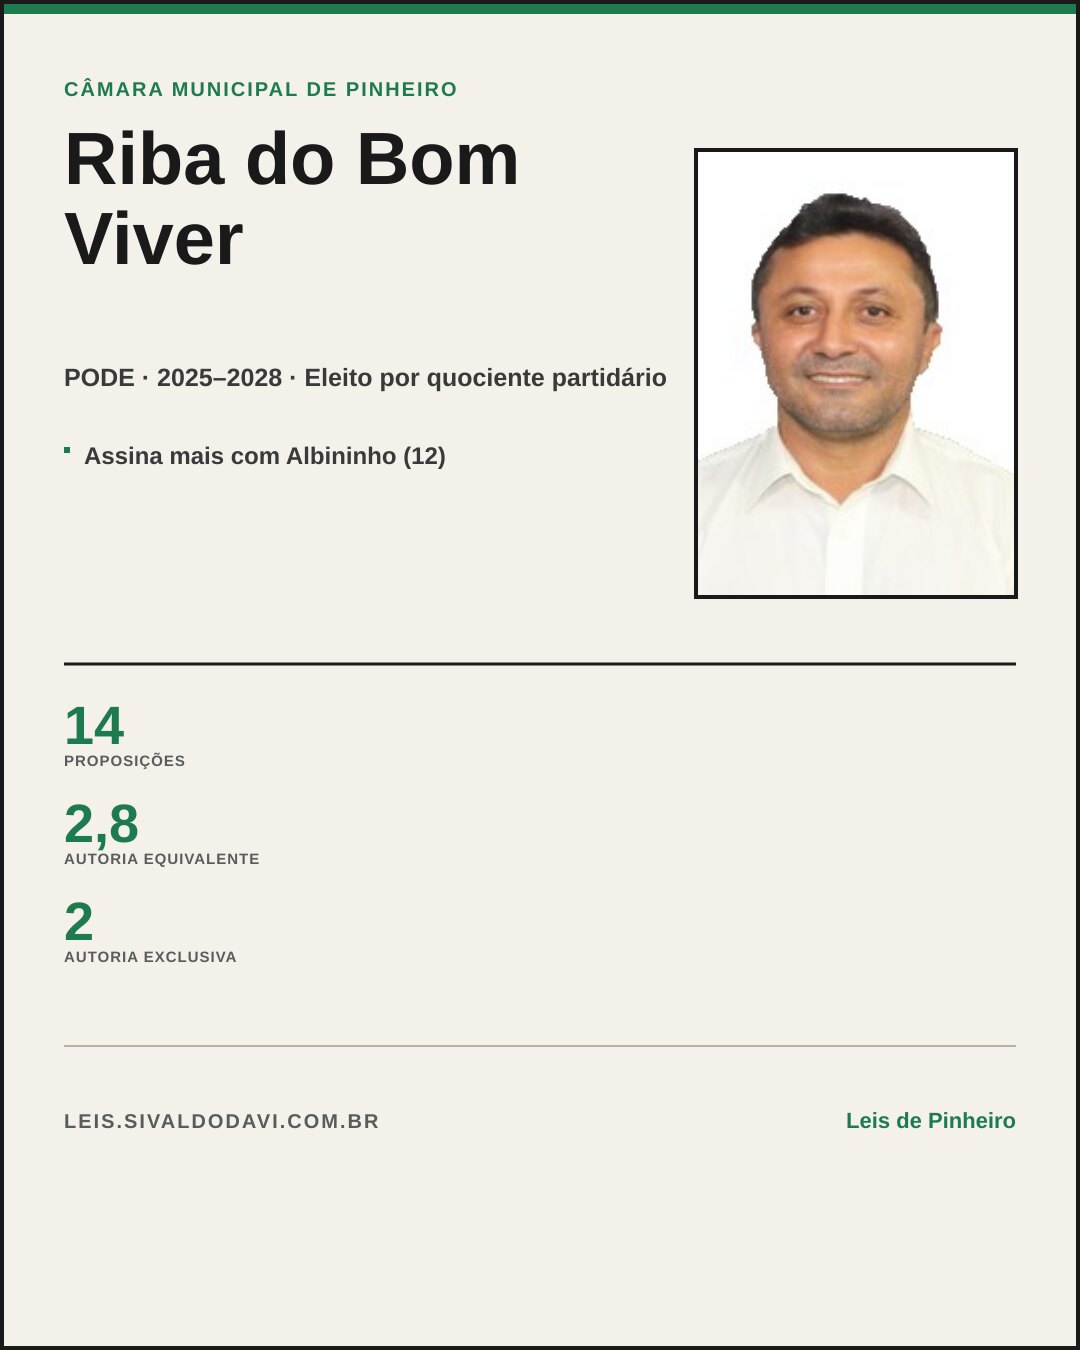 CÂMARA MUNICIPAL DE PINHEIRO
Riba do Bom
Viver
PODE · 2025–2028 · Eleito por quociente partidário
Assina mais com Albininho (12)
14
PROPOSIÇÕES
2,8
AUTORIA EQUIVALENTE
2
AUTORIA EXCLUSIVA
LEIS.SIVALDODAVI.COM.BR
Leis de Pinheiro